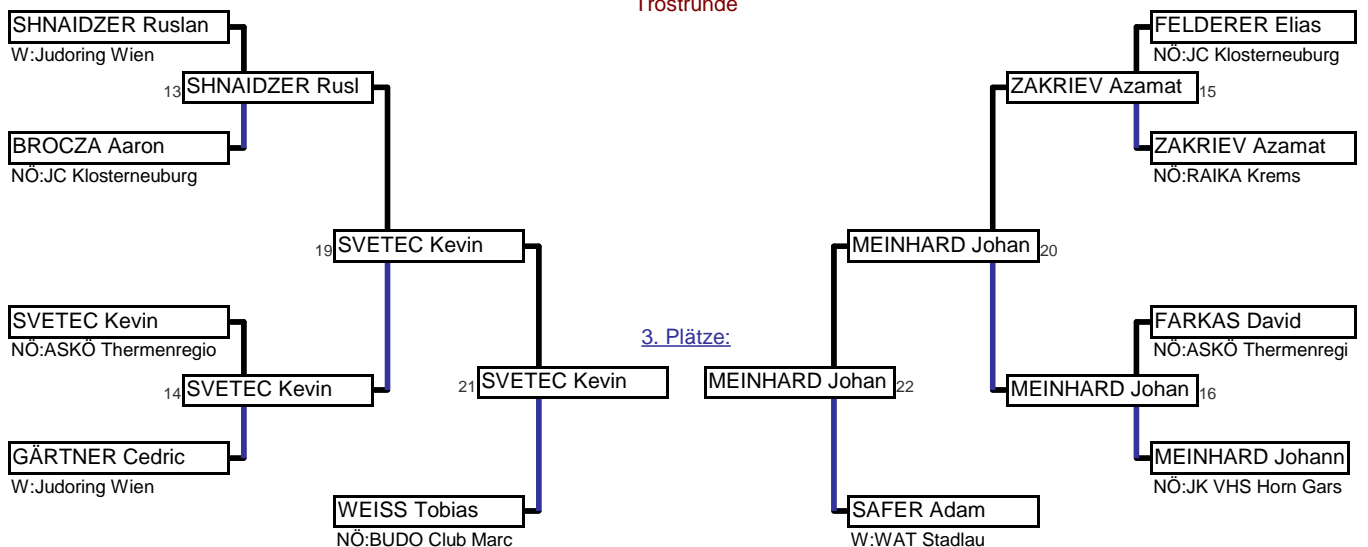 Trostrunde
SHNAIDZER Ruslan
W:Judoring Wien
13 SHNAIDZER Rusl
BROCZA Aaron
NÖ:JC Klosterneuburg
19 SVETEC Kevin
SVETEC Kevin
NÖ:ASKÖ Thermenregio
14 SVETEC Kevin
GÄRTNER Cedric
W:Judoring Wien
21 SVETEC Kevin
WEISS Tobias
NÖ:BUDO Club Marc
3. Plätze:
FELDERER Elias
NÖ:JC Klosterneuburg
ZAKRIEV Azamat 15
ZAKRIEV Azamat
NÖ:RAIKA Krems
MEINHARD Johan 20
FARKAS David
NÖ:ASKÖ Thermenregi
MEINHARD Johan 16
MEINHARD Johann
NÖ:JK VHS Horn Gars
MEINHARD Johan 22
SAFER Adam
W:WAT Stadlau